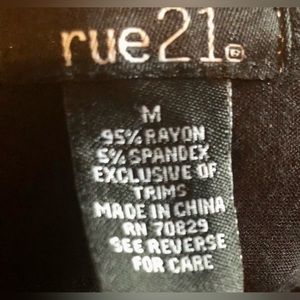 rue21®
M
95% RAYON
5% SPANDEX
EXCLUSIVE OF
TRIMS
MADE IN CHINA
RN 70829
SEE REVERSE
FOR CARE